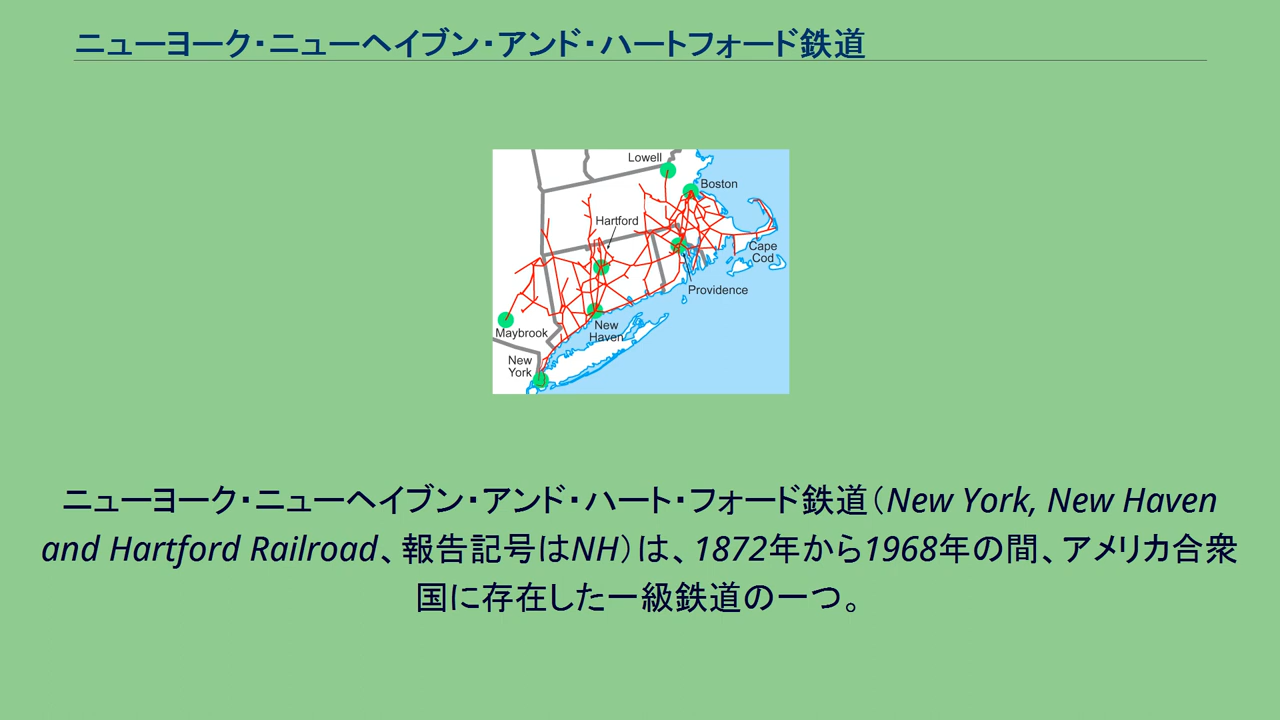 ニューヨーク・ニューヘイブン・アンド・ハートフォード鉄道
Lowell
Boston
Hartford
Cape
Cod
Providence
New
Haven
Maybrook
New
York
ニューヨーク・ニューヘイブン・アンド・ハート・フォード鉄道（New York, New Haven
and Hartford Railroad、報告記号はNH）は、1872年から1968年の間、アメリカ合衆
国に存在した一級鉄道の一つ。